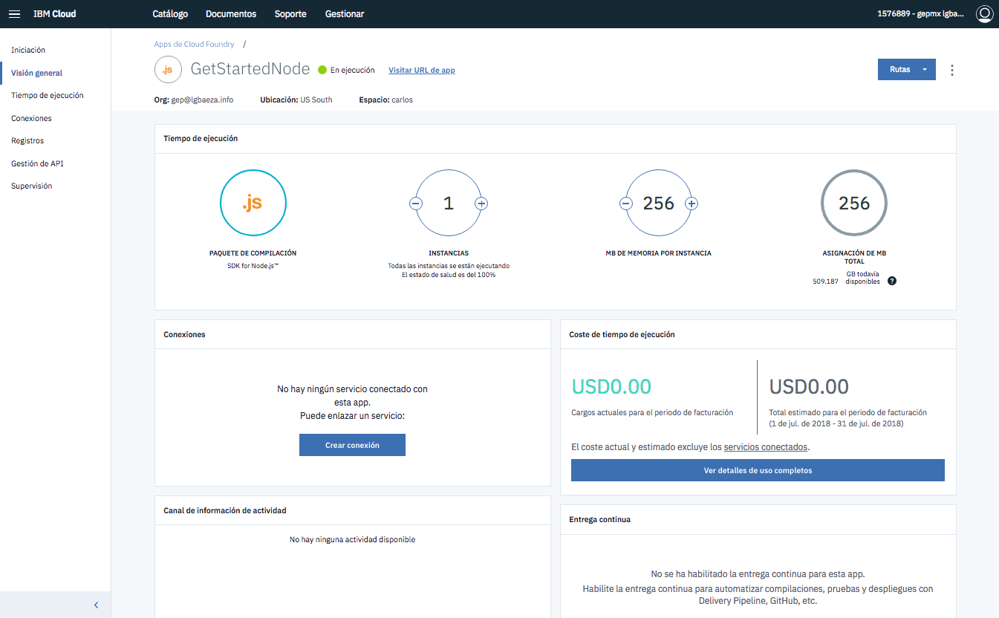 IBM Cloud
Catálogo
Documentos
Soporte
Gestionar
1576889 - gepmx lgba...
Iniciación
Visión general
Tiempo de ejecución
Conexiones
Registros
Gestión de API
Supervisión
Apps de Cloud Foundry /
.js
GetStartedNode
En ejecución
Visitar URL de app
Rutas
Org: gep@lgbaeza.info
Ubicación: US South
Espacio: carlos
Tiempo de ejecución
.js
PAQUETE DE COMPILACIÓN
SDK for Node.js™
1
INSTANCIAS
Todas las instancias se están ejecutando
El estado de salud es del 100%
256
MB DE MEMORIA POR INSTANCIA
256
ASIGNACIÓN DE MB
TOTAL
509.187
GB todavía
disponibles
?
Conexiones
No hay ningún servicio conectado con
esta app.
Puede enlazar un servicio:
Crear conexión
Coste de tiempo de ejecución
USD0.00
Cargos actuales para el periodo de facturación
USD0.00
Total estimado para el periodo de facturación
(1 de jul. de 2018 - 31 de jul. de 2018)
El coste actual y estimado excluye los servicios conectados.
Ver detalles de uso completos
Canal de información de actividad
No hay ninguna actividad disponible
Entrega continua
No se ha habilitado la entrega continua para esta app.
Habilite la entrega continua para automatizar compilaciones, pruebas y despliegues con
Delivery Pipeline, GitHub, etc.